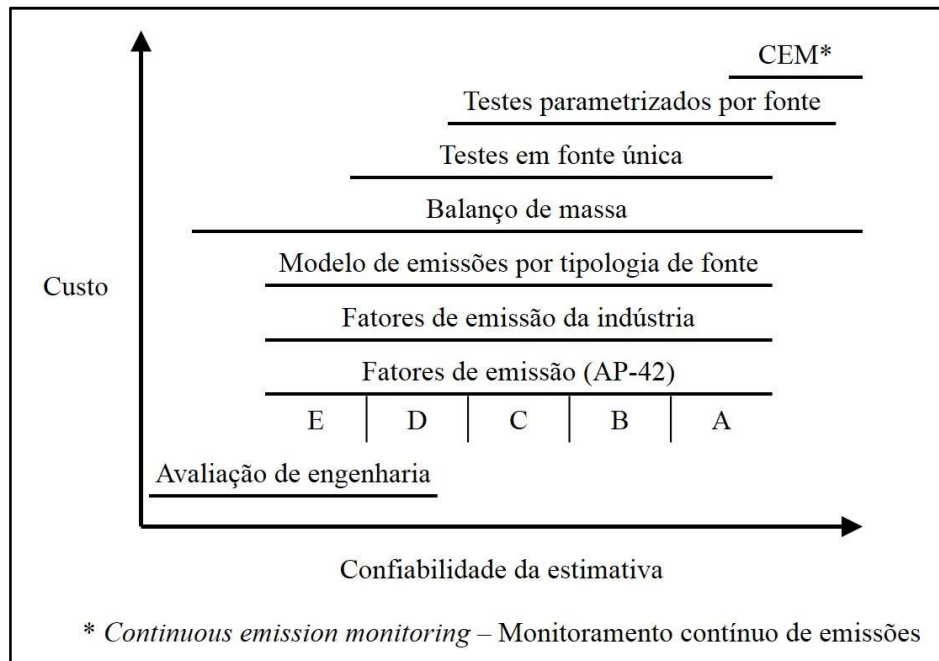 CEM*
Testes parametrizados por fonte
Testes em fonte única
Balanço de massa
Modelo de emissões por tipologia de fonte
Custo
Fatores de emissão da indústria
Fatores de emissão (AP-42)
E D C B A
Avaliação de engenharia
Confiabilidade da estimativa
* Continuous emission monitoring – Monitoramento contínuo de emissões